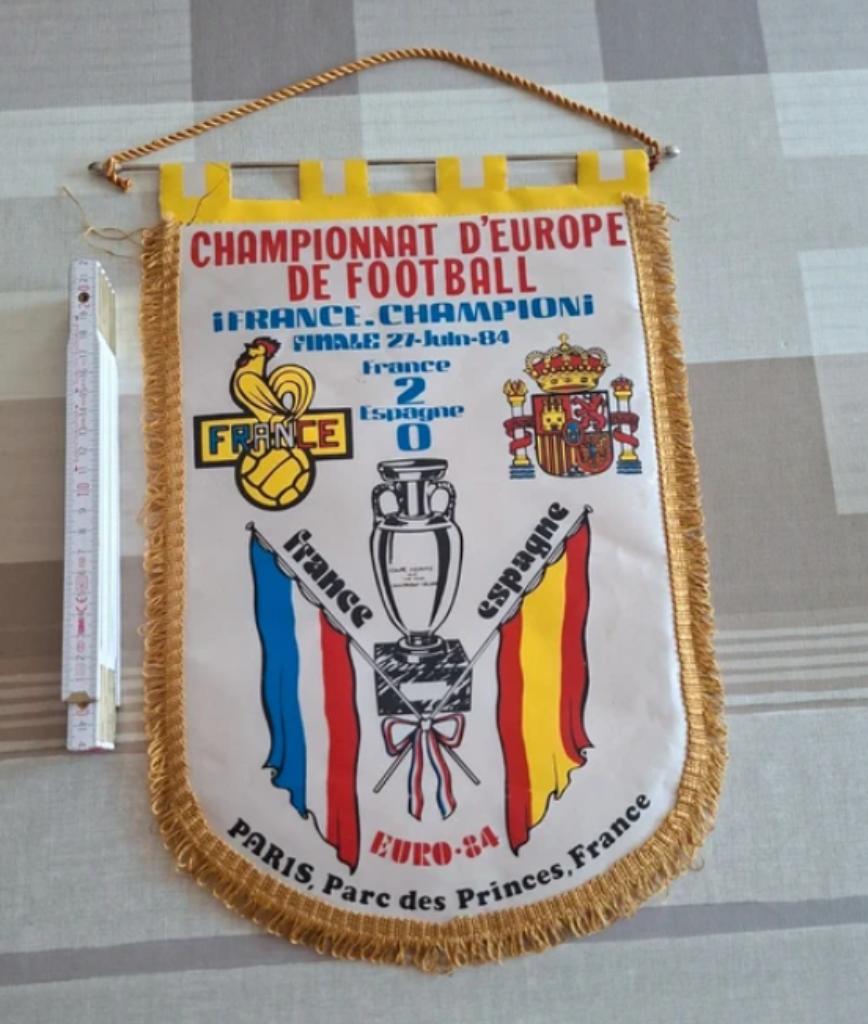 CHAMPIONNAT D'EUROPE
DE FOOTBALL
¡FRANCE.CHAMPION¡
FINALE 27-Juin-84
France
2
Espagne
0
FRANCE
france
espagne
EURO·84
PARIS, Parc des Princes, France